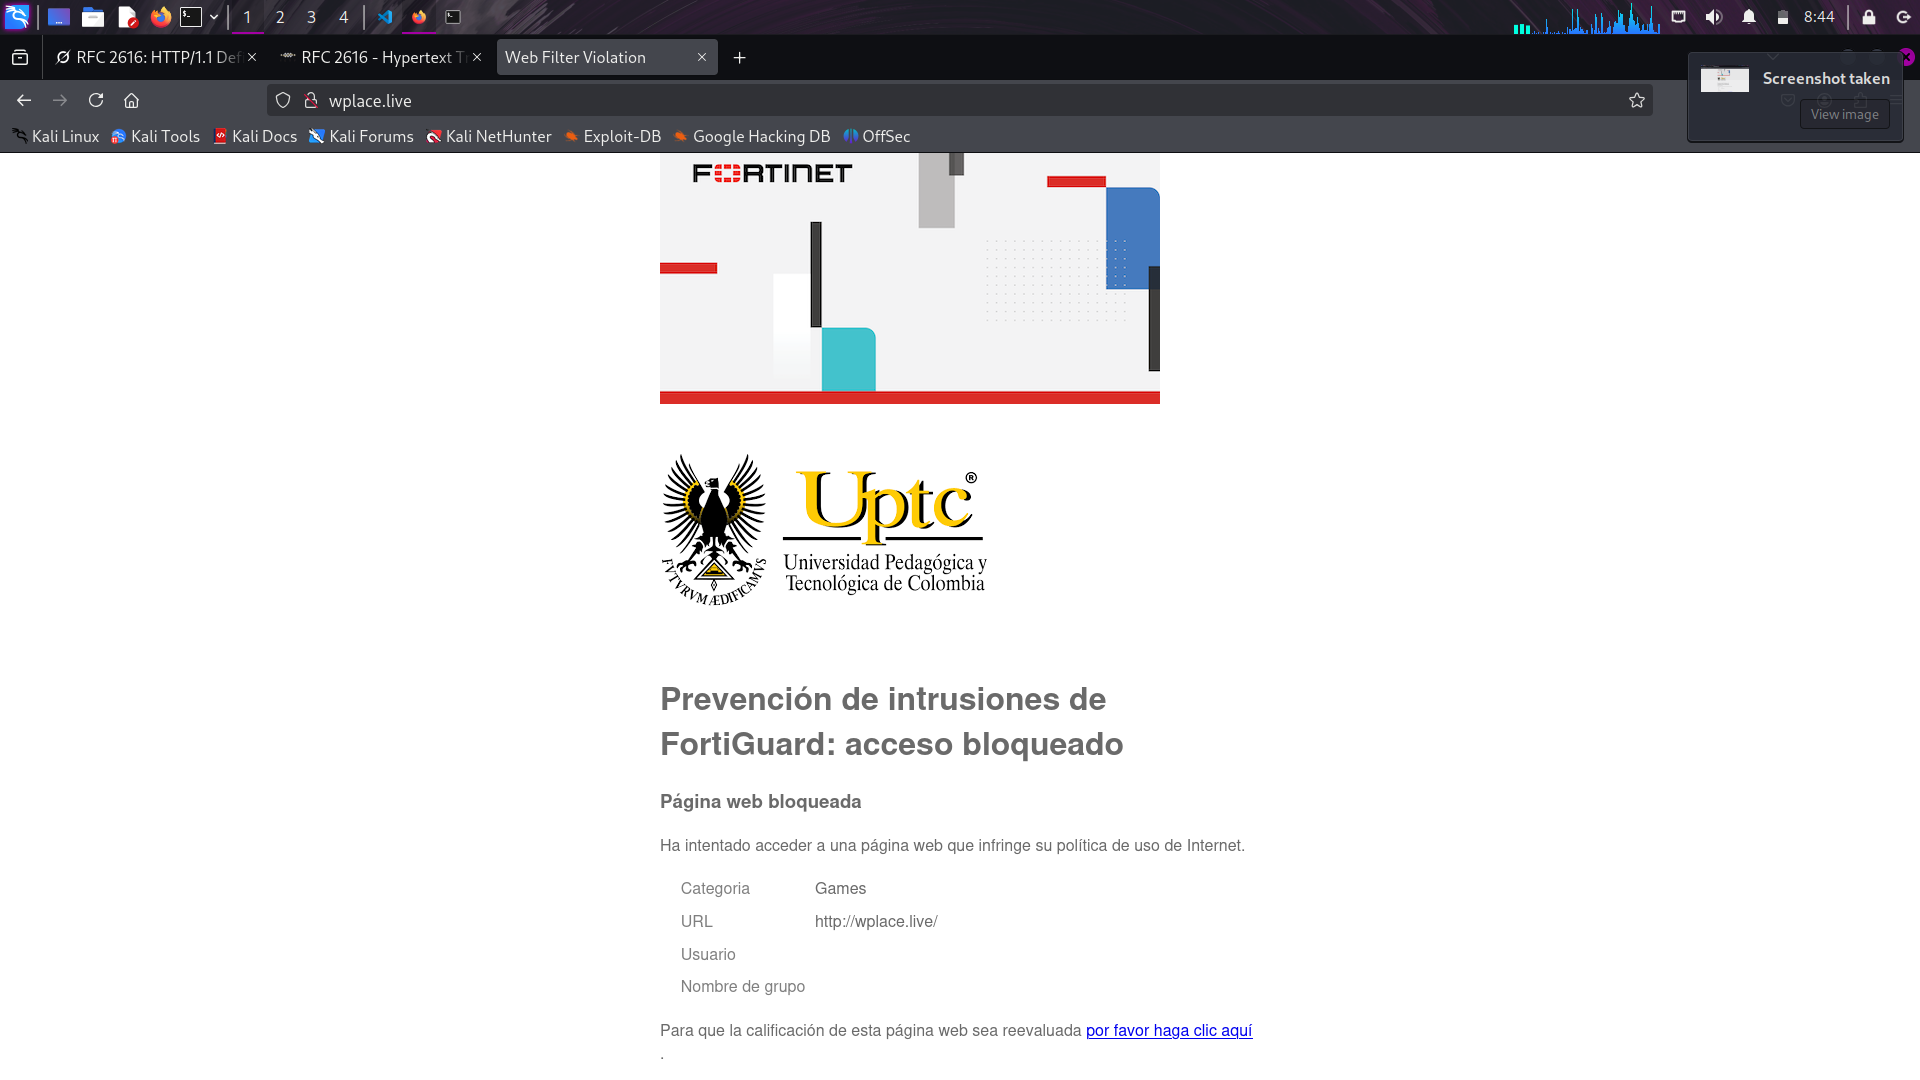 1 2 3 4 8:44
RFC 2616: HTTP/1.1 Def
RFC 2616 - Hypertext T
Web Filter Violation
wplace.live
Screenshot taken
View image
Kali Linux Kali Tools Kali Docs Kali Forums Kali NetHunter Exploit-DB Google Hacking DB OffSec
FORTINET
Uptc®
Universidad Pedagógica y
Tecnológica de Colombia
FVTVRVM ÆDIFICAMVS
Prevención de intrusiones de
FortiGuard: acceso bloqueado
Página web bloqueada
Ha intentado acceder a una página web que infringe su política de uso de Internet.
Categoria Games
URL http://wplace.live/
Usuario
Nombre de grupo
Para que la calificación de esta página web sea reevaluada por favor haga clic aquí
.